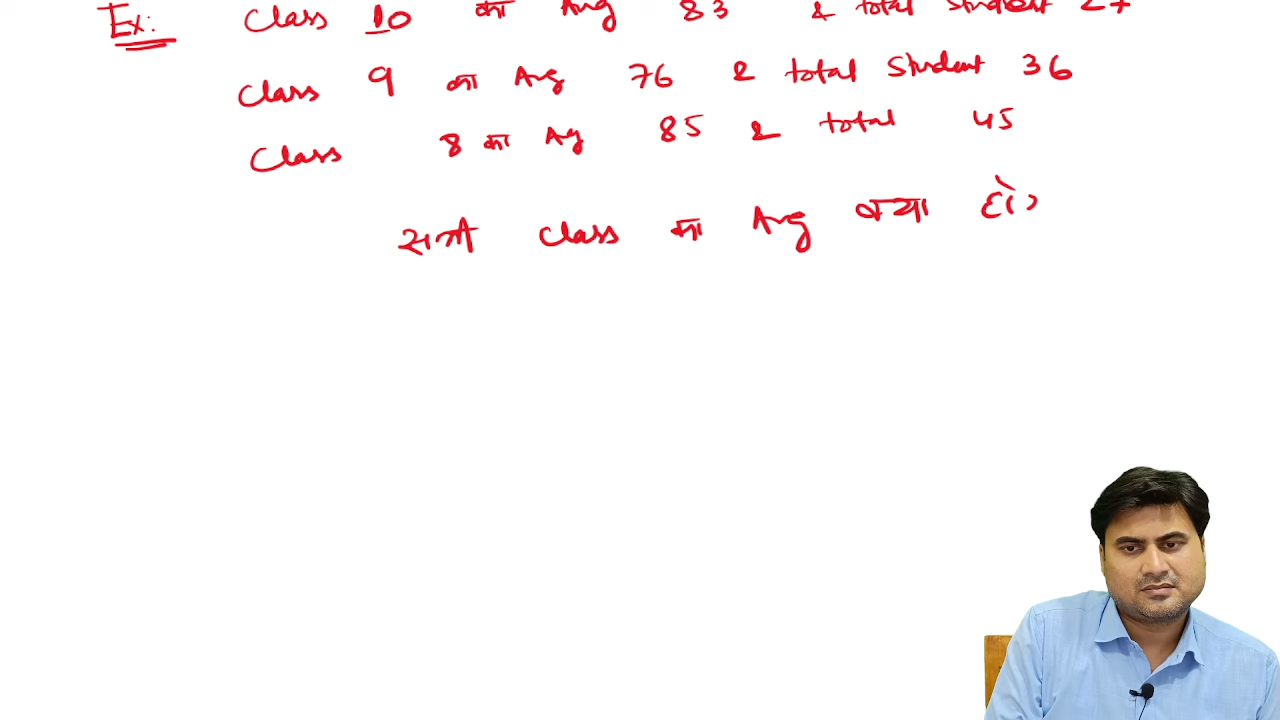 Ex: Class 10 का Avg 83 & total Student 27
Class 9 का Avg 76 & total Student 36
Class 8 का Avg 85 & total 45
सभी Class का Avg क्या हो